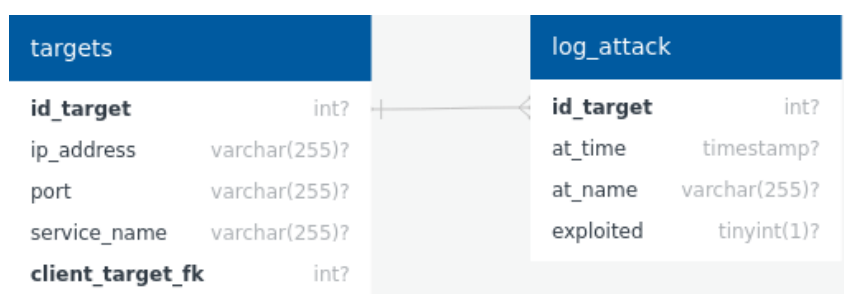 targets
id_target int?
ip_address varchar(255)?
port varchar(255)?
service_name varchar(255)?
client_target_fk int?
log_attack
id_target int?
at_time timestamp?
at_name varchar(255)?
exploited tinyint(1)?